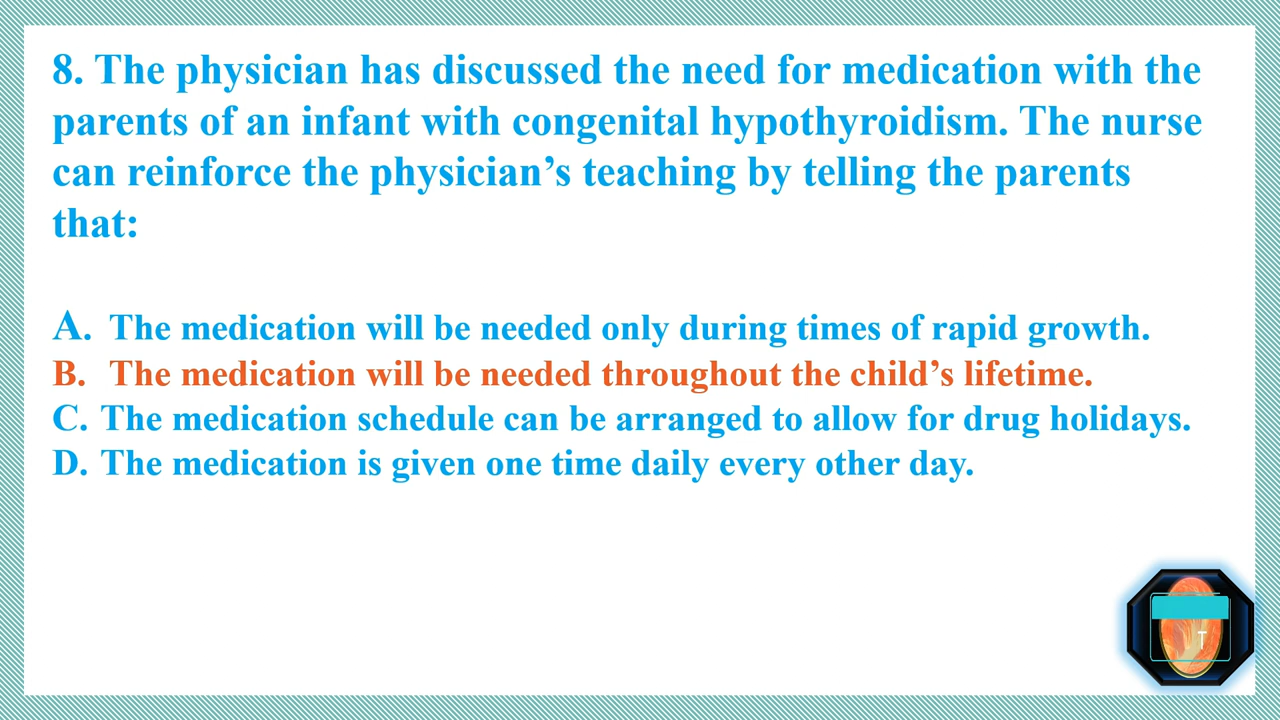 8. The physician has discussed the need for medication with the
parents of an infant with congenital hypothyroidism. The nurse
can reinforce the physician’s teaching by telling the parents
that:
A. The medication will be needed only during times of rapid growth.
B. The medication will be needed throughout the child’s lifetime.
C. The medication schedule can be arranged to allow for drug holidays.
D. The medication is given one time daily every other day.
T